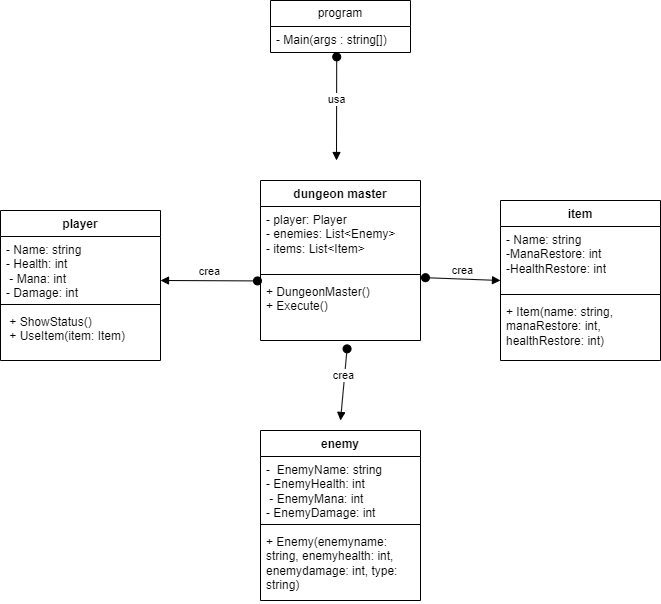 program
- Main(args : string[])
usa
dungeon master
- player: Player
- enemies: List<Enemy>
- items: List<Item>
+ DungeonMaster()
+ Execute()
player
- Name: string
- Health: int
- Mana: int
- Damage: int
+ ShowStatus()
+ UseItem(item: Item)
crea
crea
item
- Name: string
-ManaRestore: int
-HealthRestore: int
+ Item(name: string,
manaRestore: int,
healthRestore: int)
crea
enemy
- EnemyName: string
- EnemyHealth: int
- EnemyMana: int
- EnemyDamage: int
+ Enemy(enemyname:
string, enemyhealth: int,
enemydamage: int, type:
string)